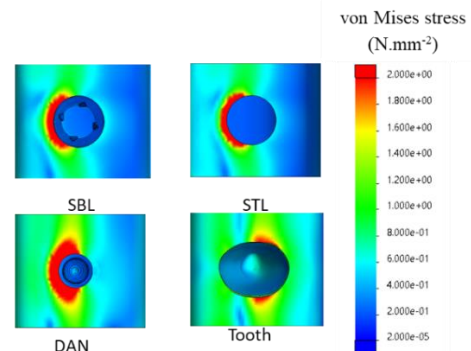 von Mises stress
(N.mm-2)
2.000e+00
1.800e+00
1.600e+00
1.400e+00
1.200e+00
1.000e+00
8.000e-01
6.000e-01
4.000e-01
2.000e-01
2.000e-05
SBL
STL
DAN
Tooth